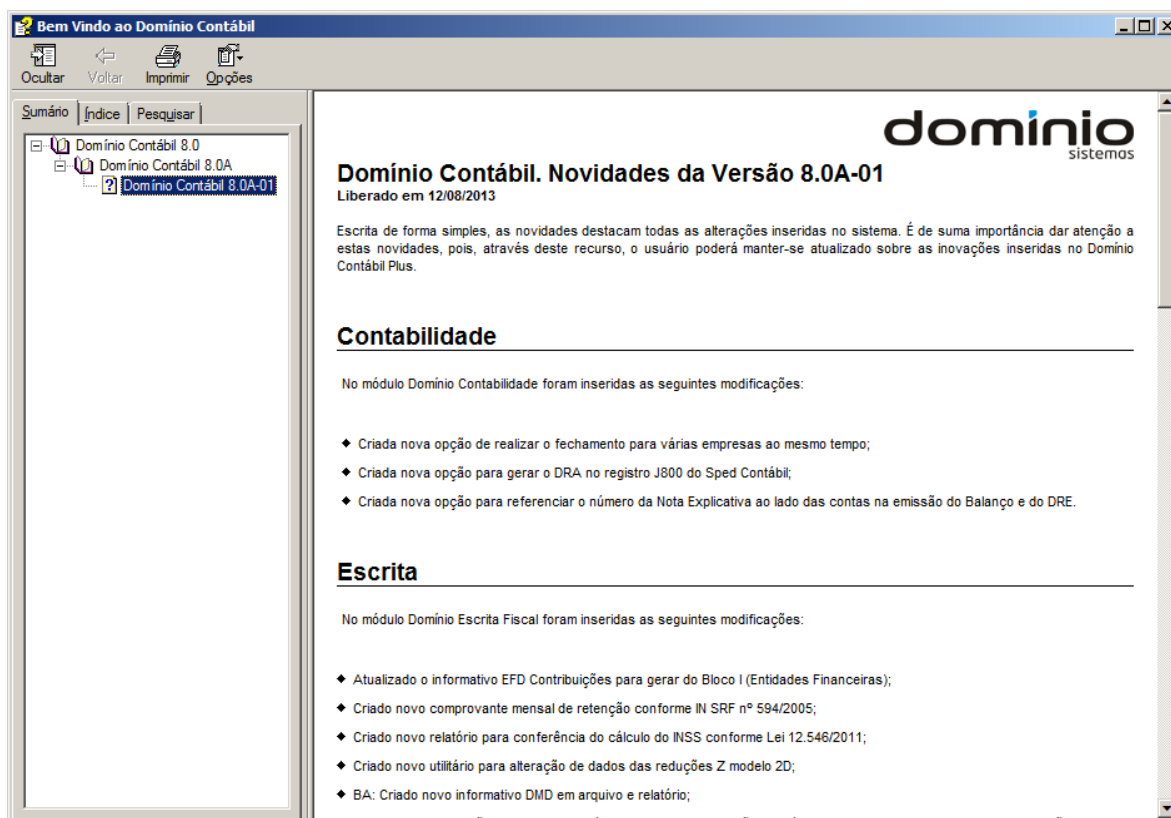 Bem Vindo ao Domínio Contábil
Ocultar Voltar Imprimir Opções
Sumário Índice Pesquisar
Domínio Contábil 8.0
Domínio Contábil 8.0A
Domínio Contábil 8.0A-01
domínio
sistemas
Domínio Contábil. Novidades da Versão 8.0A-01
Liberado em 12/08/2013
Escrita de forma simples, as novidades destacam todas as alterações inseridas no sistema. É de suma importância dar atenção a
estas novidades, pois, através deste recurso, o usuário poderá manter-se atualizado sobre as inovações inseridas no Domínio
Contábil Plus.
Contabilidade
No módulo Domínio Contabilidade foram inseridas as seguintes modificações:
Criada nova opção de realizar o fechamento para várias empresas ao mesmo tempo;
Criada nova opção para gerar o DRA no registro J800 do Sped Contábil;
Criada nova opção para referenciar o número da Nota Explicativa ao lado das contas na emissão do Balanço e do DRE.
Escrita
No módulo Domínio Escrita Fiscal foram inseridas as seguintes modificações:
Atualizado o informativo EFD Contribuições para gerar do Bloco I (Entidades Financeiras);
Criado novo comprovante mensal de retenção conforme IN SRF nº 594/2005;
Criado novo relatório para conferência do cálculo do INSS conforme Lei 12.546/2011;
Criado novo utilitário para alteração de dados das reduções Z modelo 2D;
BA: Criado novo informativo DMD em arquivo e relatório;